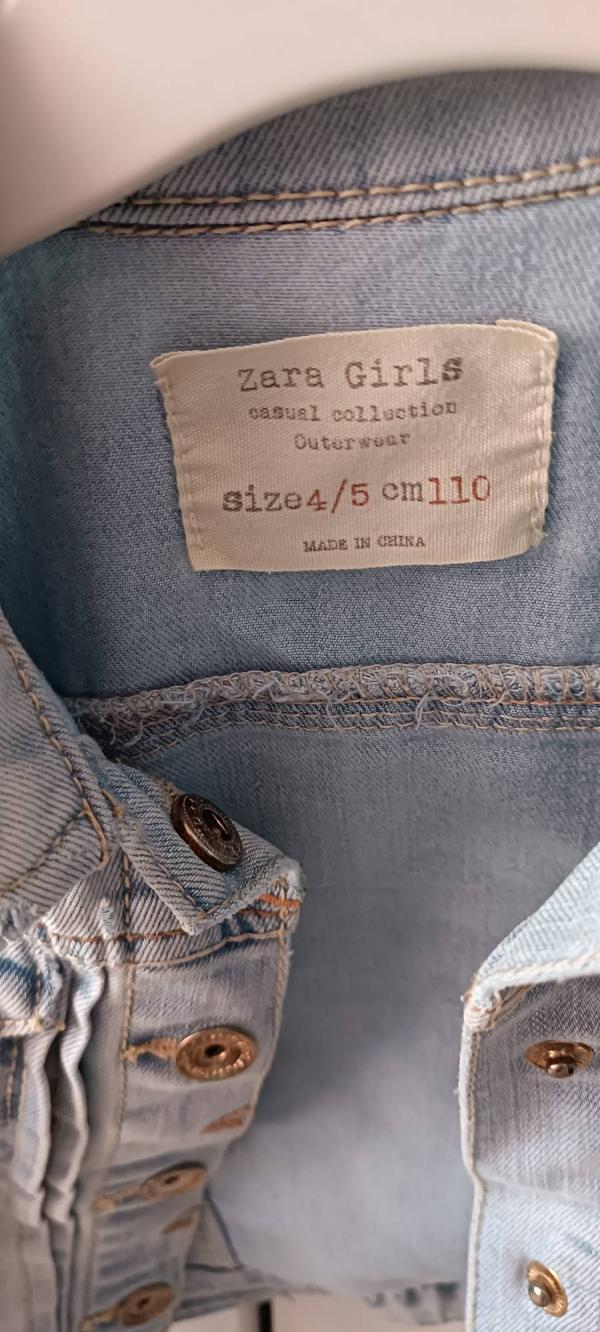 Zara Girls
casual collection
Outerwear
size4/5 cm110
MADE IN CHINA